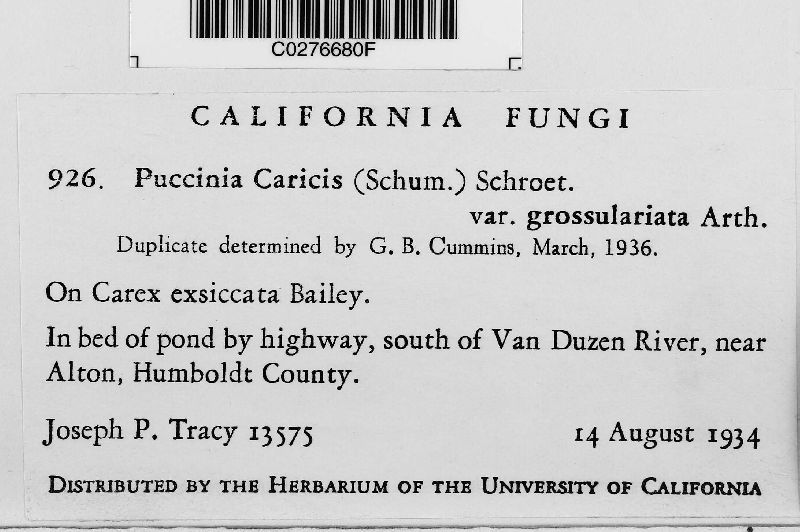 C0276680F
CALIFORNIA FUNGI
926. Puccinia Caricis (Schum.) Schroet.
var. grossulariata Arth.
Duplicate determined by G. B. Cummins, March, 1936.
On Carex exsiccata Bailey.
In bed of pond by highway, south of Van Duzen River, near
Alton, Humboldt County.
Joseph P. Tracy 13575 14 August 1934
DISTRIBUTED BY THE HERBARIUM OF THE UNIVERSITY OF CALIFORNIA